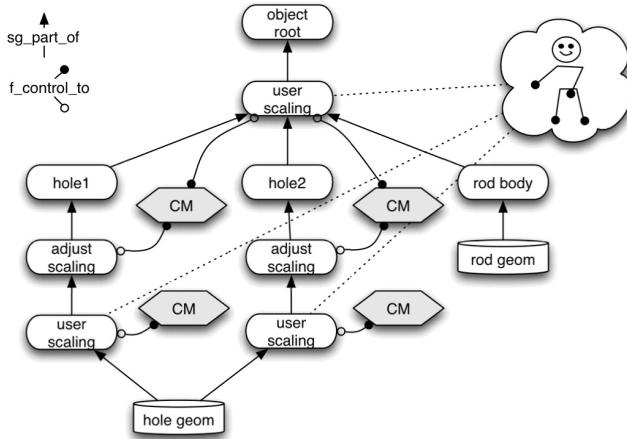 object
root
sg_part_of
f_control_to
user
scaling
hole1
CM
hole2
CM
rod body
adjust
scaling
adjust
scaling
rod geom
user
scaling
CM
user
scaling
CM
hole geom